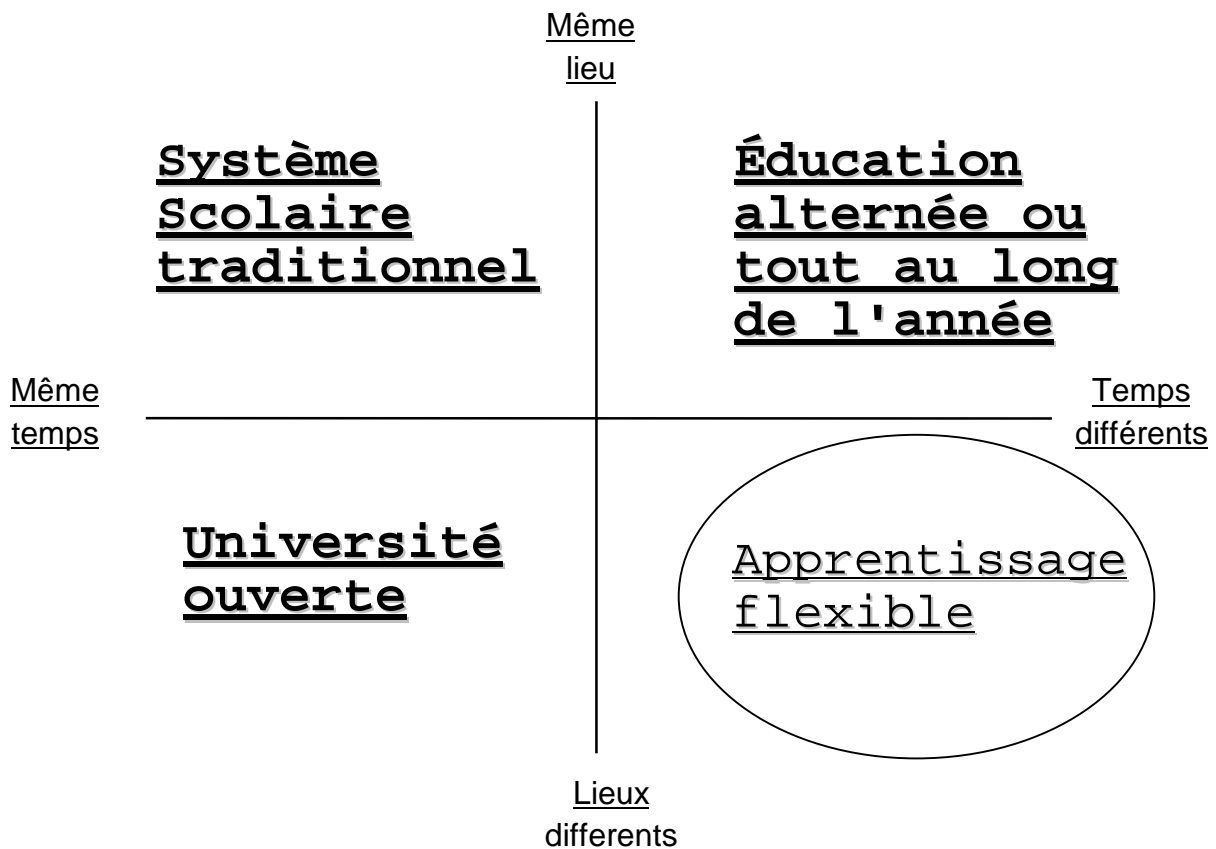 Même
lieu
Système
Scolaire
traditionnel
Éducation
alternée ou
tout au long
de l'année
Même
temps
Temps
différents
Université
ouverte
Apprentissage
flexible
Lieux
differents